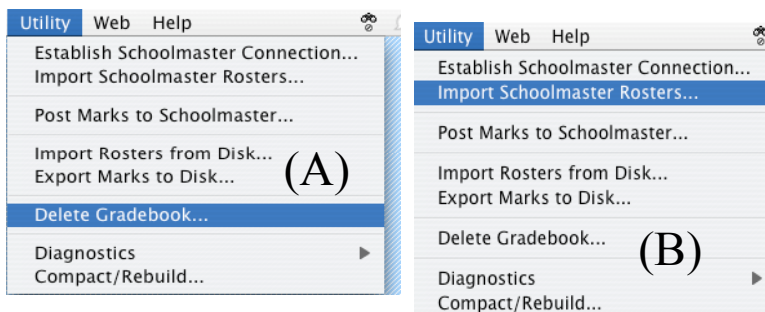 Utility Web Help
Establish Schoolmaster Connection...
Import Schoolmaster Rosters...
Post Marks to Schoolmaster...
Import Rosters from Disk...
Export Marks to Disk...
(A)
Delete Gradebook...
Diagnostics
Compact/Rebuild...
Utility Web Help
Establish Schoolmaster Connection...
Import Schoolmaster Rosters...
Post Marks to Schoolmaster...
Import Rosters from Disk...
Export Marks to Disk...
Delete Gradebook...
(B)
Diagnostics
Compact/Rebuild...